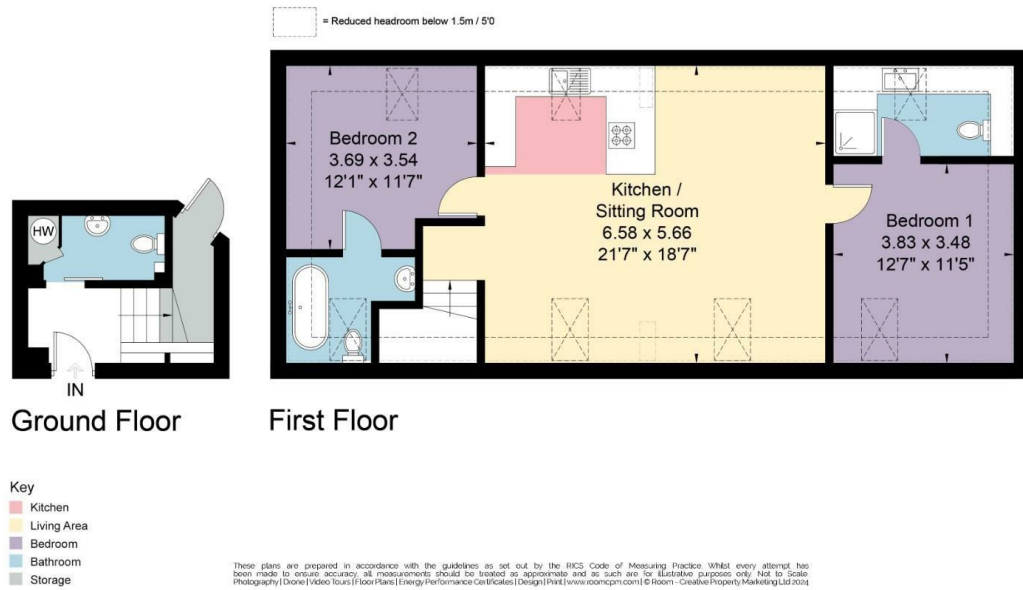 = Reduced headroom below 1.5m / 5'0
Bedroom 2
3.69 x 3.54
12'1" x 11'7"
Kitchen /
Sitting Room
6.58 x 5.66
21'7" x 18'7"
Bedroom 1
3.83 x 3.48
12'7" x 11'5"
HW
IN
Ground Floor
First Floor
Key
Kitchen
Living Area
Bedroom
Bathroom
Storage
These plans are prepared in accordance with the guidelines as set out by the RICS Code of Measuring Practice. Whilst every attempt has
been made to ensure accuracy, all measurements should be treated as approximate and as such are for illustrative purposes only. Not to Scale.
Photography | Drone | Video Tours | Floor Plans | Energy Performance Certificates | Design | Print | www.roomcpm.com | © Room - Creative Property Marketing Ltd 2024